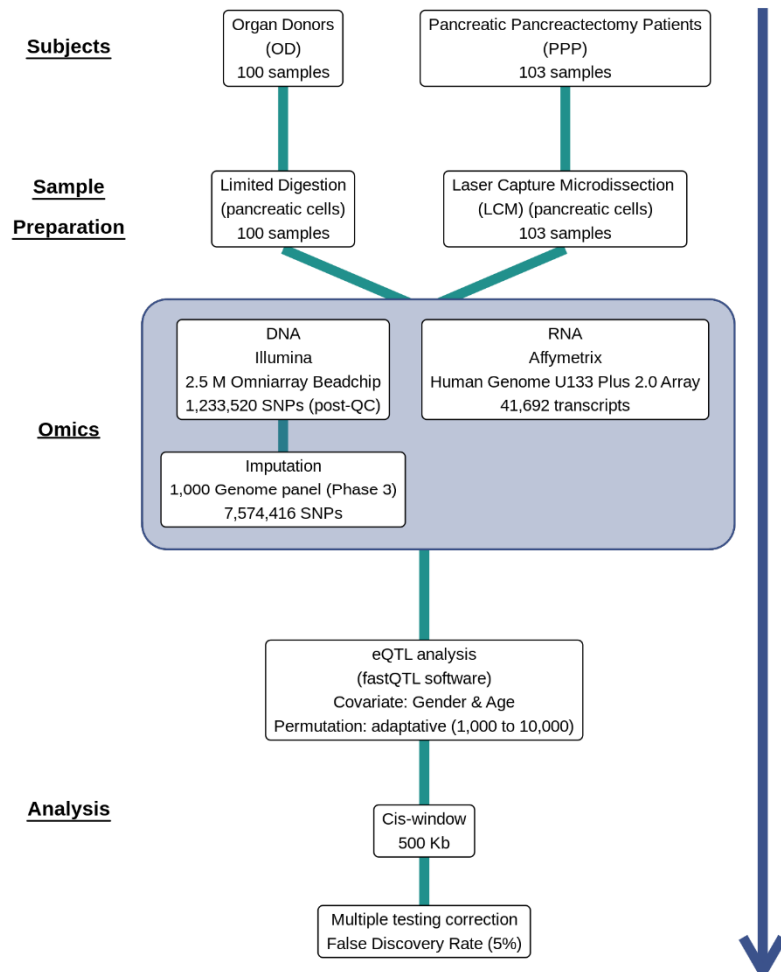 Subjects
Organ Donors
(OD)
100 samples
Pancreatic Pancreactectomy Patients
(PPP)
103 samples
Sample
Preparation
Limited Digestion
(pancreatic cells)
100 samples
Laser Capture Microdissection
(LCM) (pancreatic cells)
103 samples
Omics
DNA
Illumina
2.5 M Omniarray Beadchip
1,233,520 SNPs (post-QC)
RNA
Affymetrix
Human Genome U133 Plus 2.0 Array
41,692 transcripts
Imputation
1,000 Genome panel (Phase 3)
7,574,416 SNPs
Analysis
eQTL analysis
(fastQTL software)
Covariate: Gender & Age
Permutation: adaptative (1,000 to 10,000)
Cis-window
500 Kb
Multiple testing correction
False Discovery Rate (5%)